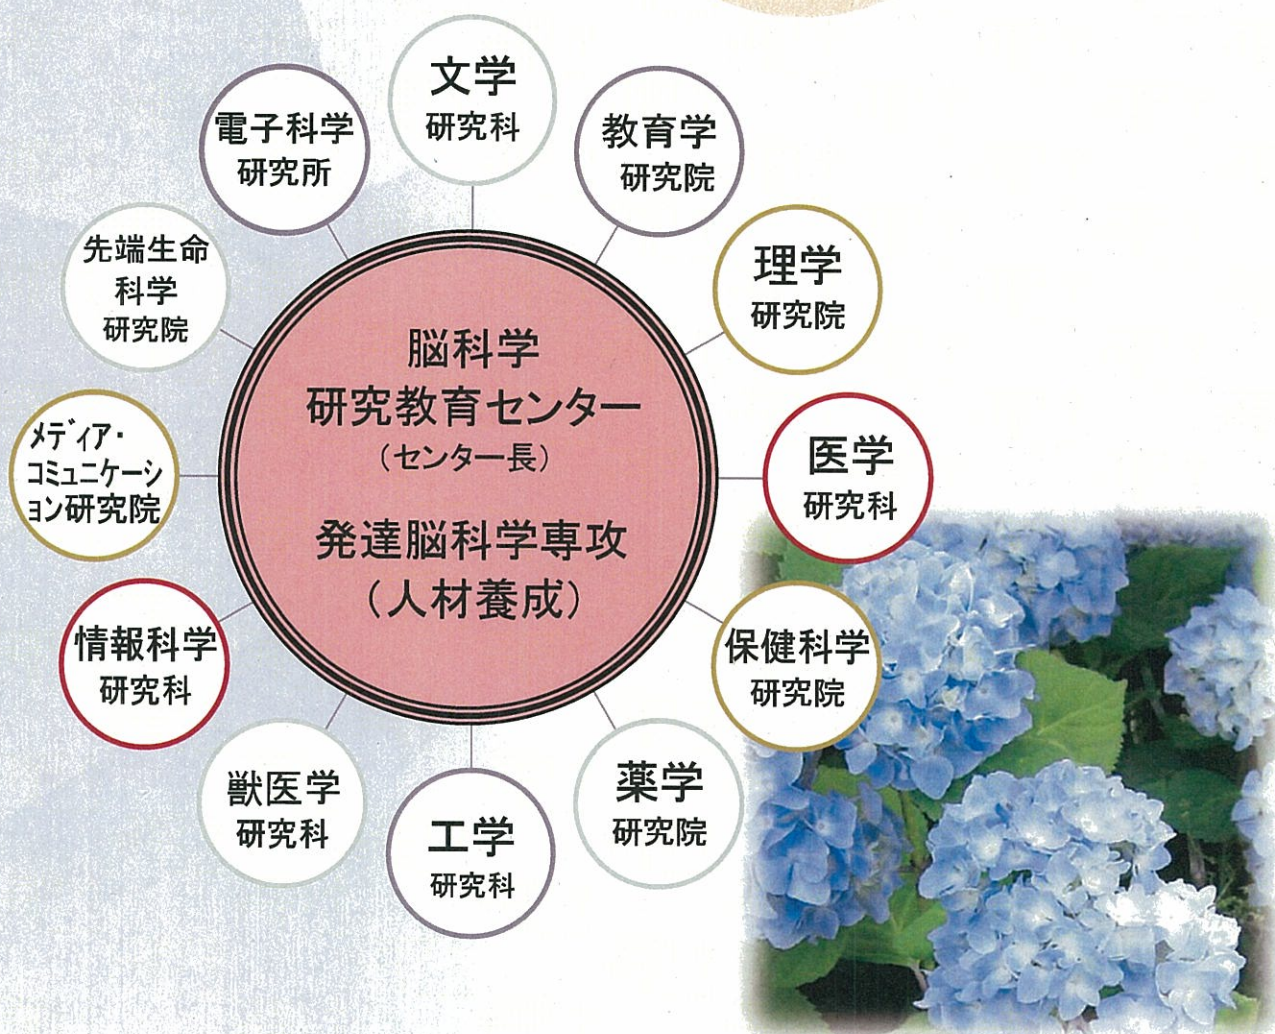 文学
研究科
教育学
研究院
理学
研究院
医学
研究科
保健科学
研究院
薬学
研究院
工学
研究科
獣医学
研究科
情報科学
研究科
メディア・
コミュニケーシ
ョン研究院
先端生命
科学
研究院
電子科学
研究所
脳科学
研究教育センター
（センター長）
発達脳科学専攻
（人材養成）